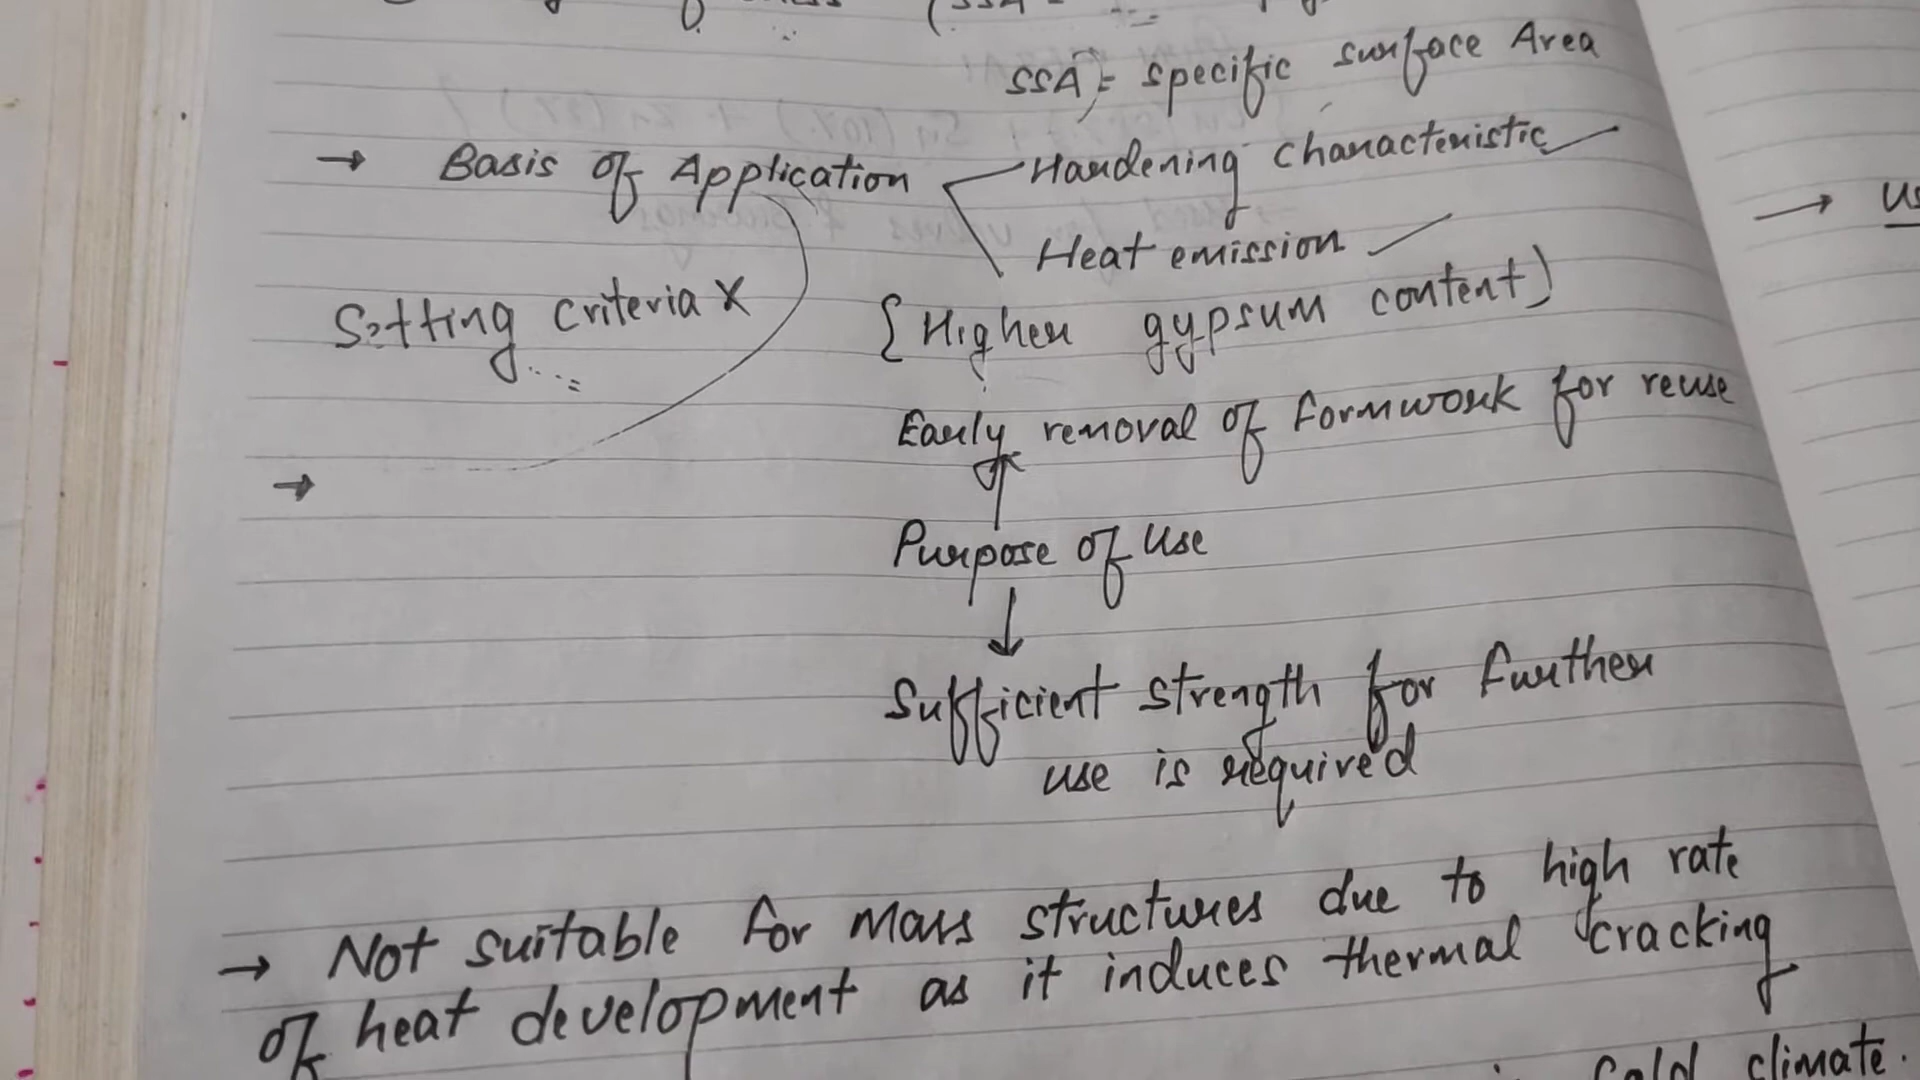 (SSA -
SSA = specific surface Area
→ Basis of Application Hardening characteristic
Heat emission
Setting criteria x {Higher gypsum content}
Early removal of formwork for reuse
→
Purpose of Use
↓
Sufficient strength for further
use is required
→ Not suitable for mass structures due to high rate
of heat development as it induces thermal cracking
cold climate.
→